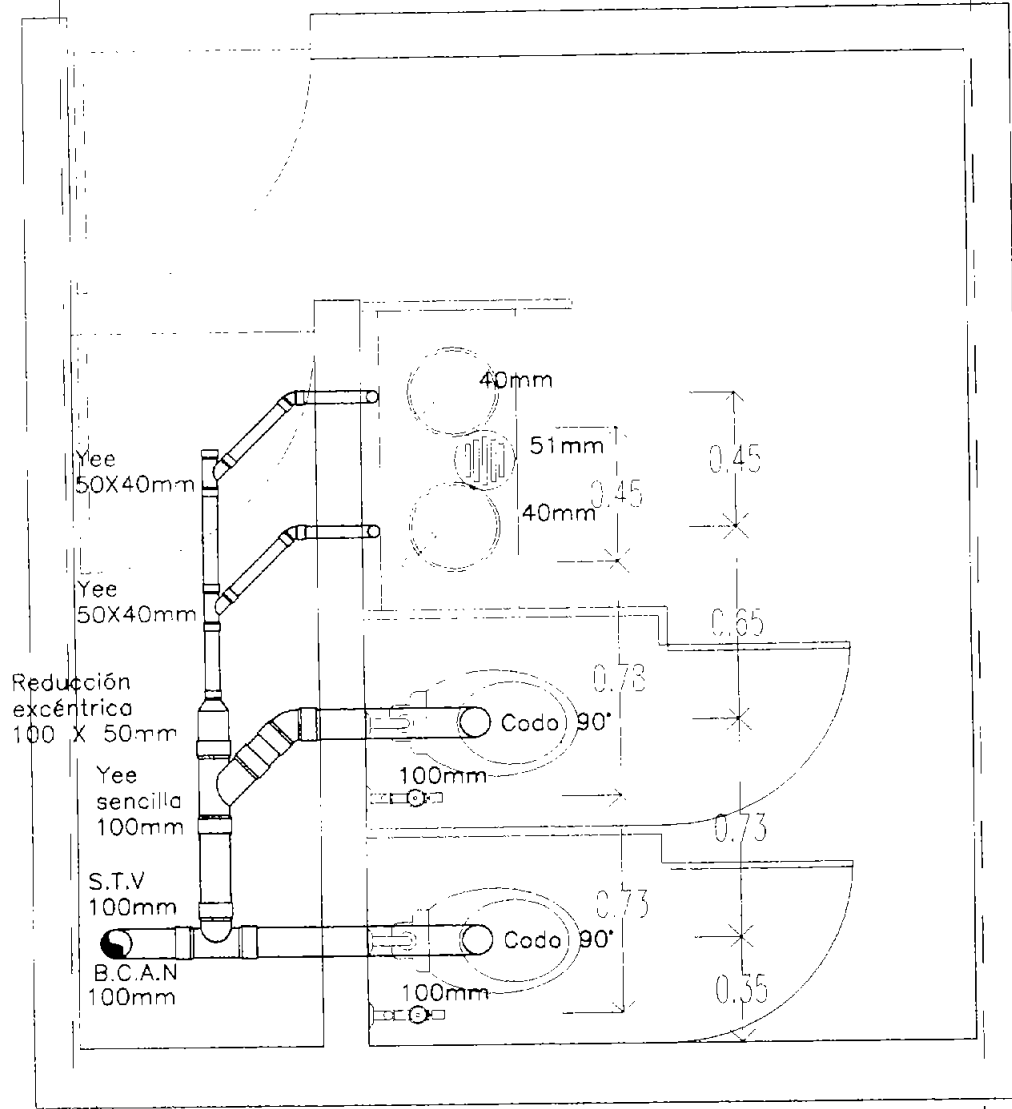 40mm
51mm
0.45
Yee
50X40mm
0.45
40mm
Yee
50X40mm
0.65
0.78
Reducción
excéntrica
100 X 50mm
Codo 90°
Yee
sencilla
100mm
100mm
0.73
S.T.V
100mm
0.73
Codo 90°
B.C.A.N
100mm
100mm
0.35